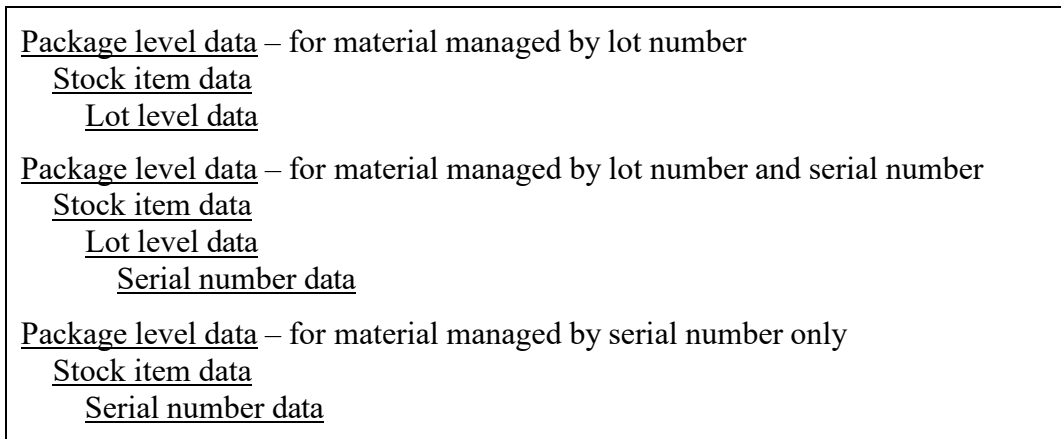 Package level data – for material managed by lot number
Stock item data
Lot level data
Package level data – for material managed by lot number and serial number
Stock item data
Lot level data
Serial number data
Package level data – for material managed by serial number only
Stock item data
Serial number data